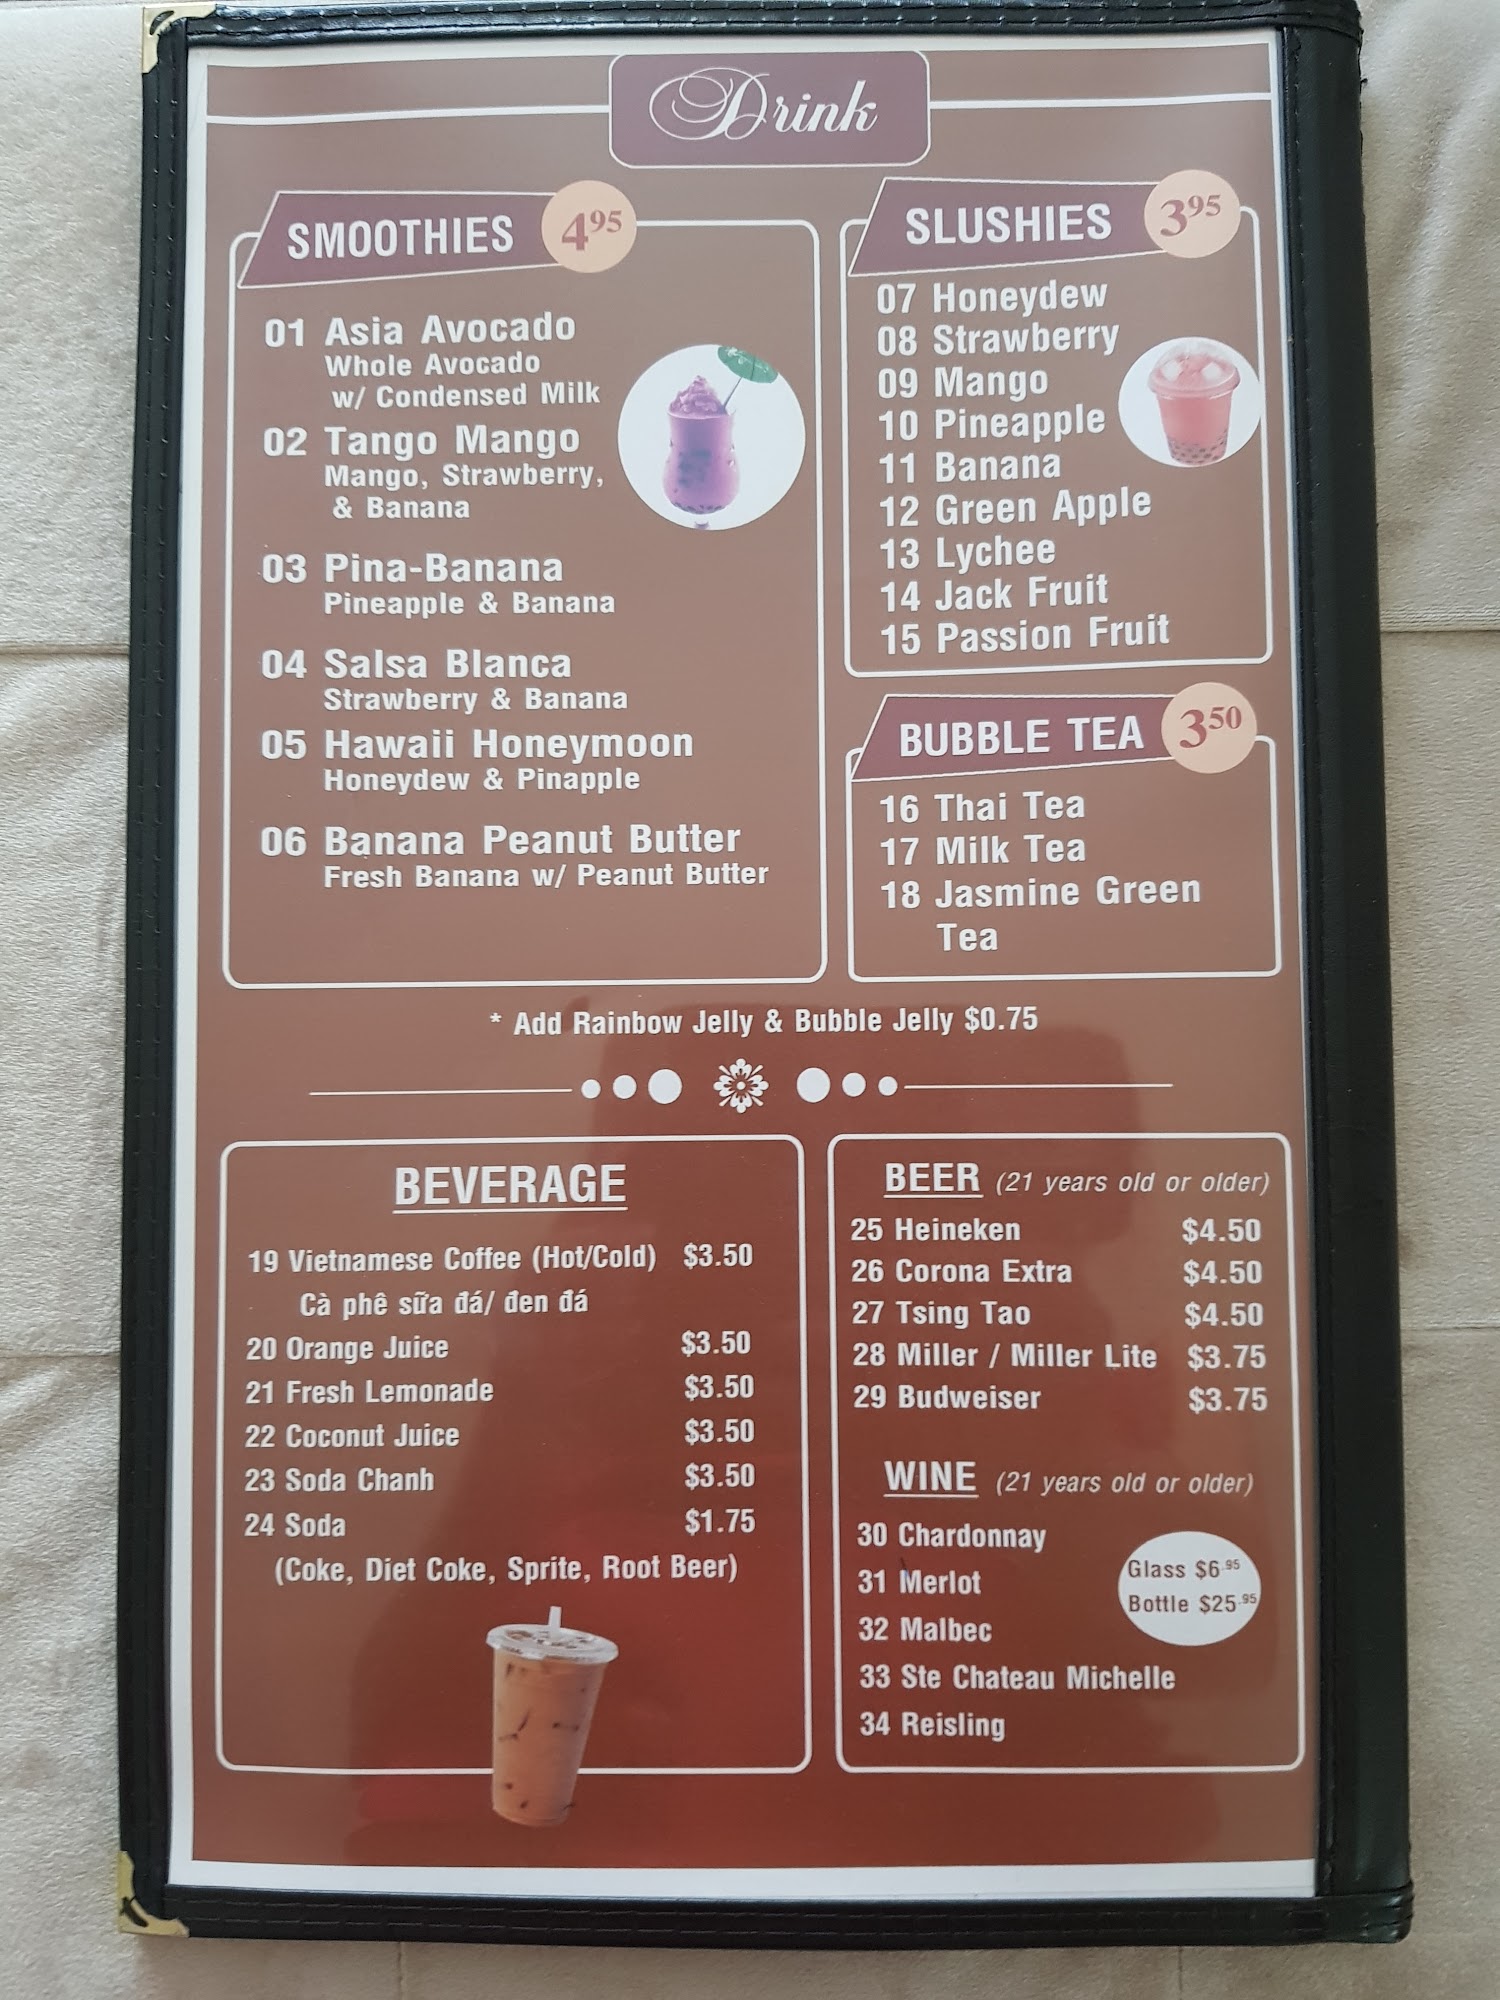 Drink
SMOOTHIES 4.95
01 Asia Avocado
Whole Avocado
w/ Condensed Milk
02 Tango Mango
Mango, Strawberry,
& Banana
03 Pina-Banana
Pineapple & Banana
04 Salsa Blanca
Strawberry & Banana
05 Hawaii Honeymoon
Honeydew & Pinapple
06 Banana Peanut Butter
Fresh Banana w/ Peanut Butter
SLUSHIES 3.95
07 Honeydew
08 Strawberry
09 Mango
10 Pineapple
11 Banana
12 Green Apple
13 Lychee
14 Jack Fruit
15 Passion Fruit
BUBBLE TEA 3.50
16 Thai Tea
17 Milk Tea
18 Jasmine Green
Tea
* Add Rainbow Jelly & Bubble Jelly $0.75
BEVERAGE
19 Vietnamese Coffee (Hot/Cold) $3.50
Cà phê sữa đá/ đen đá
20 Orange Juice $3.50
21 Fresh Lemonade $3.50
22 Coconut Juice $3.50
23 Soda Chanh $3.50
24 Soda $1.75
(Coke, Diet Coke, Sprite, Root Beer)
BEER (21 years old or older)
25 Heineken $4.50
26 Corona Extra $4.50
27 Tsing Tao $4.50
28 Miller / Miller Lite $3.75
29 Budweiser $3.75
WINE (21 years old or older)
30 Chardonnay
31 Merlot
32 Malbec
33 Ste Chateau Michelle
34 Reisling
Glass $6.95
Bottle $25.95